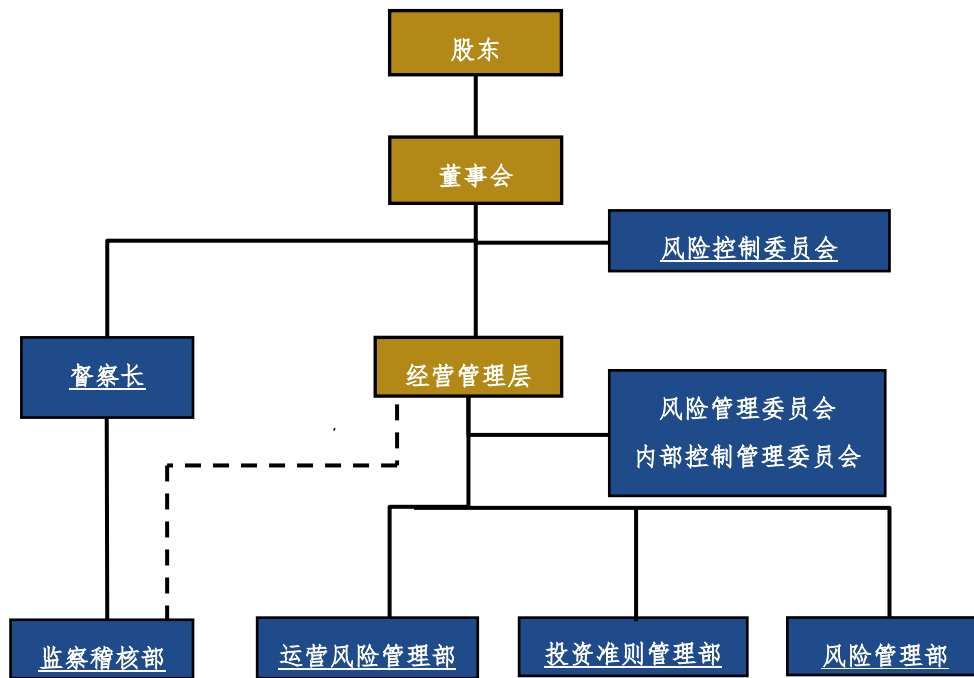 股东
董事会
风险控制委员会
督察长
经营管理层
风险管理委员会
内部控制管理委员会
监察稽核部
运营风险管理部
投资准则管理部
风险管理部